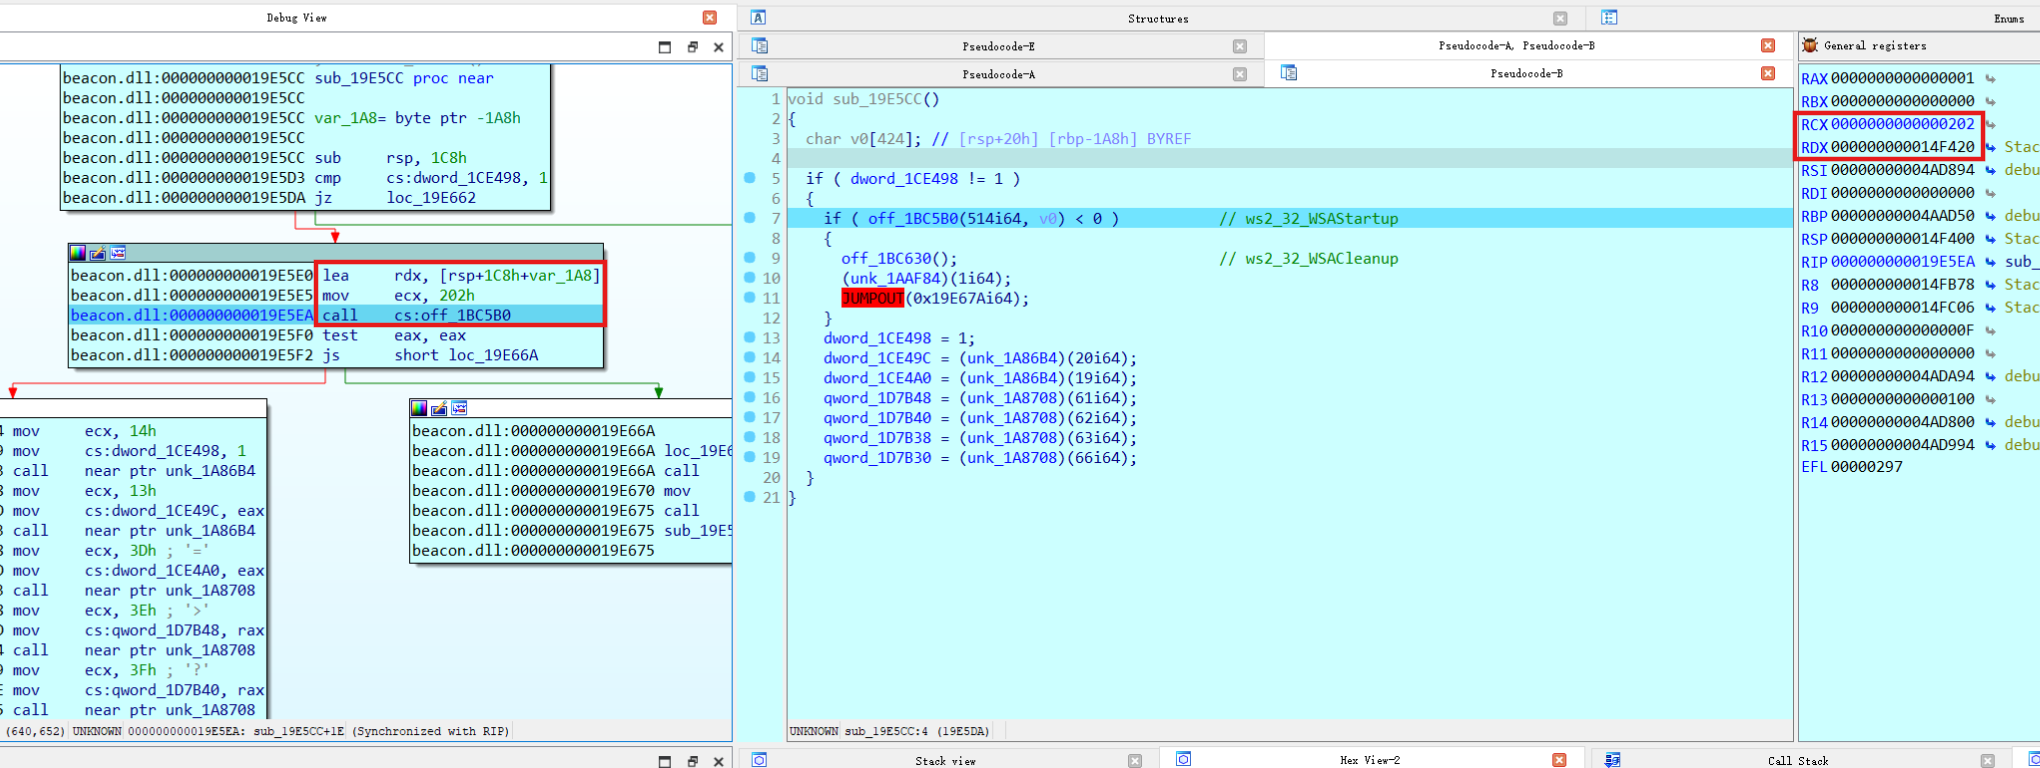 Debug View
beacon.dll:000000000019E5CC sub_19E5CC proc near
beacon.dll:000000000019E5CC
beacon.dll:000000000019E5CC var_1A8= byte ptr -1A8h
beacon.dll:000000000019E5CC
beacon.dll:000000000019E5CC sub rsp, 1C8h
beacon.dll:000000000019E5D3 cmp cs:dword_1CE498, 1
beacon.dll:000000000019E5DA jz loc_19E662
beacon.dll:000000000019E5E0 lea rdx, [rsp+1C8h+var_1A8]
beacon.dll:000000000019E5E5 mov ecx, 202h
beacon.dll:000000000019E5EA call cs:off_1BC5B0
beacon.dll:000000000019E5F0 test eax, eax
beacon.dll:000000000019E5F2 js short loc_19E66A
4 mov ecx, 14h
9 mov cs:dword_1CE498, 1
3 call near ptr unk_1A86B4
8 mov ecx, 13h
D mov cs:dword_1CE49C, eax
3 call near ptr unk_1A86B4
8 mov ecx, 3Dh ; '='
D mov cs:dword_1CE4A0, eax
3 call near ptr unk_1A8708
8 mov ecx, 3Eh ; '>'
D mov cs:qword_1D7B48, rax
4 call near ptr unk_1A8708
9 mov ecx, 3Fh ; '?'
E mov cs:qword_1D7B40, rax
5 call near ptr unk_1A8708
beacon.dll:000000000019E66A
beacon.dll:000000000019E66A loc_19E6
beacon.dll:000000000019E66A call
beacon.dll:000000000019E670 mov
beacon.dll:000000000019E675 call
beacon.dll:000000000019E675 sub_19E5
beacon.dll:000000000019E675
(640,652) UNKNOWN 000000000019E5EA: sub_19E5CC+1E (Synchronized with RIP)
Structures
Enums
Pseudocode-E
Pseudocode-A, Pseudocode-B
Pseudocode-A
Pseudocode-B
1 void sub_19E5CC()
2 {
3 char v0[424]; // [rsp+20h] [rbp-1A8h] BYREF
4
5 if ( dword_1CE498 != 1 )
6 {
7 if ( off_1BC5B0(514i64, v0) < 0 ) // ws2_32_WSAStartup
8 {
9 off_1BC630(); // ws2_32_WSACleanup
10 (unk_1AAF84)(1i64);
11 JUMPOUT(0x19E67Ai64);
12 }
13 dword_1CE498 = 1;
14 dword_1CE49C = (unk_1A86B4)(20i64);
15 dword_1CE4A0 = (unk_1A86B4)(19i64);
16 qword_1D7B48 = (unk_1A8708)(61i64);
17 qword_1D7B40 = (unk_1A8708)(62i64);
18 qword_1D7B38 = (unk_1A8708)(63i64);
19 qword_1D7B30 = (unk_1A8708)(66i64);
20 }
21 }
UNKNOWN sub_19E5CC:4 (19E5DA)
General registers
RAX 0000000000000001
RBX 0000000000000000
RCX 0000000000000202
RDX 000000000014F420 Stac
RSI 00000000004AD894 debu
RDI 0000000000000000
RBP 00000000004AAD50 debu
RSP 000000000014F400 Stac
RIP 000000000019E5EA sub_
R8 000000000014FB78 Stac
R9 000000000014FC06 Stac
R10 000000000000000F
R11 0000000000000000
R12 00000000004ADA94 debu
R13 0000000000000100
R14 00000000004AD800 debu
R15 00000000004AD994 debu
EFL 00000297
Stack view
Hex View-2
Call Stack